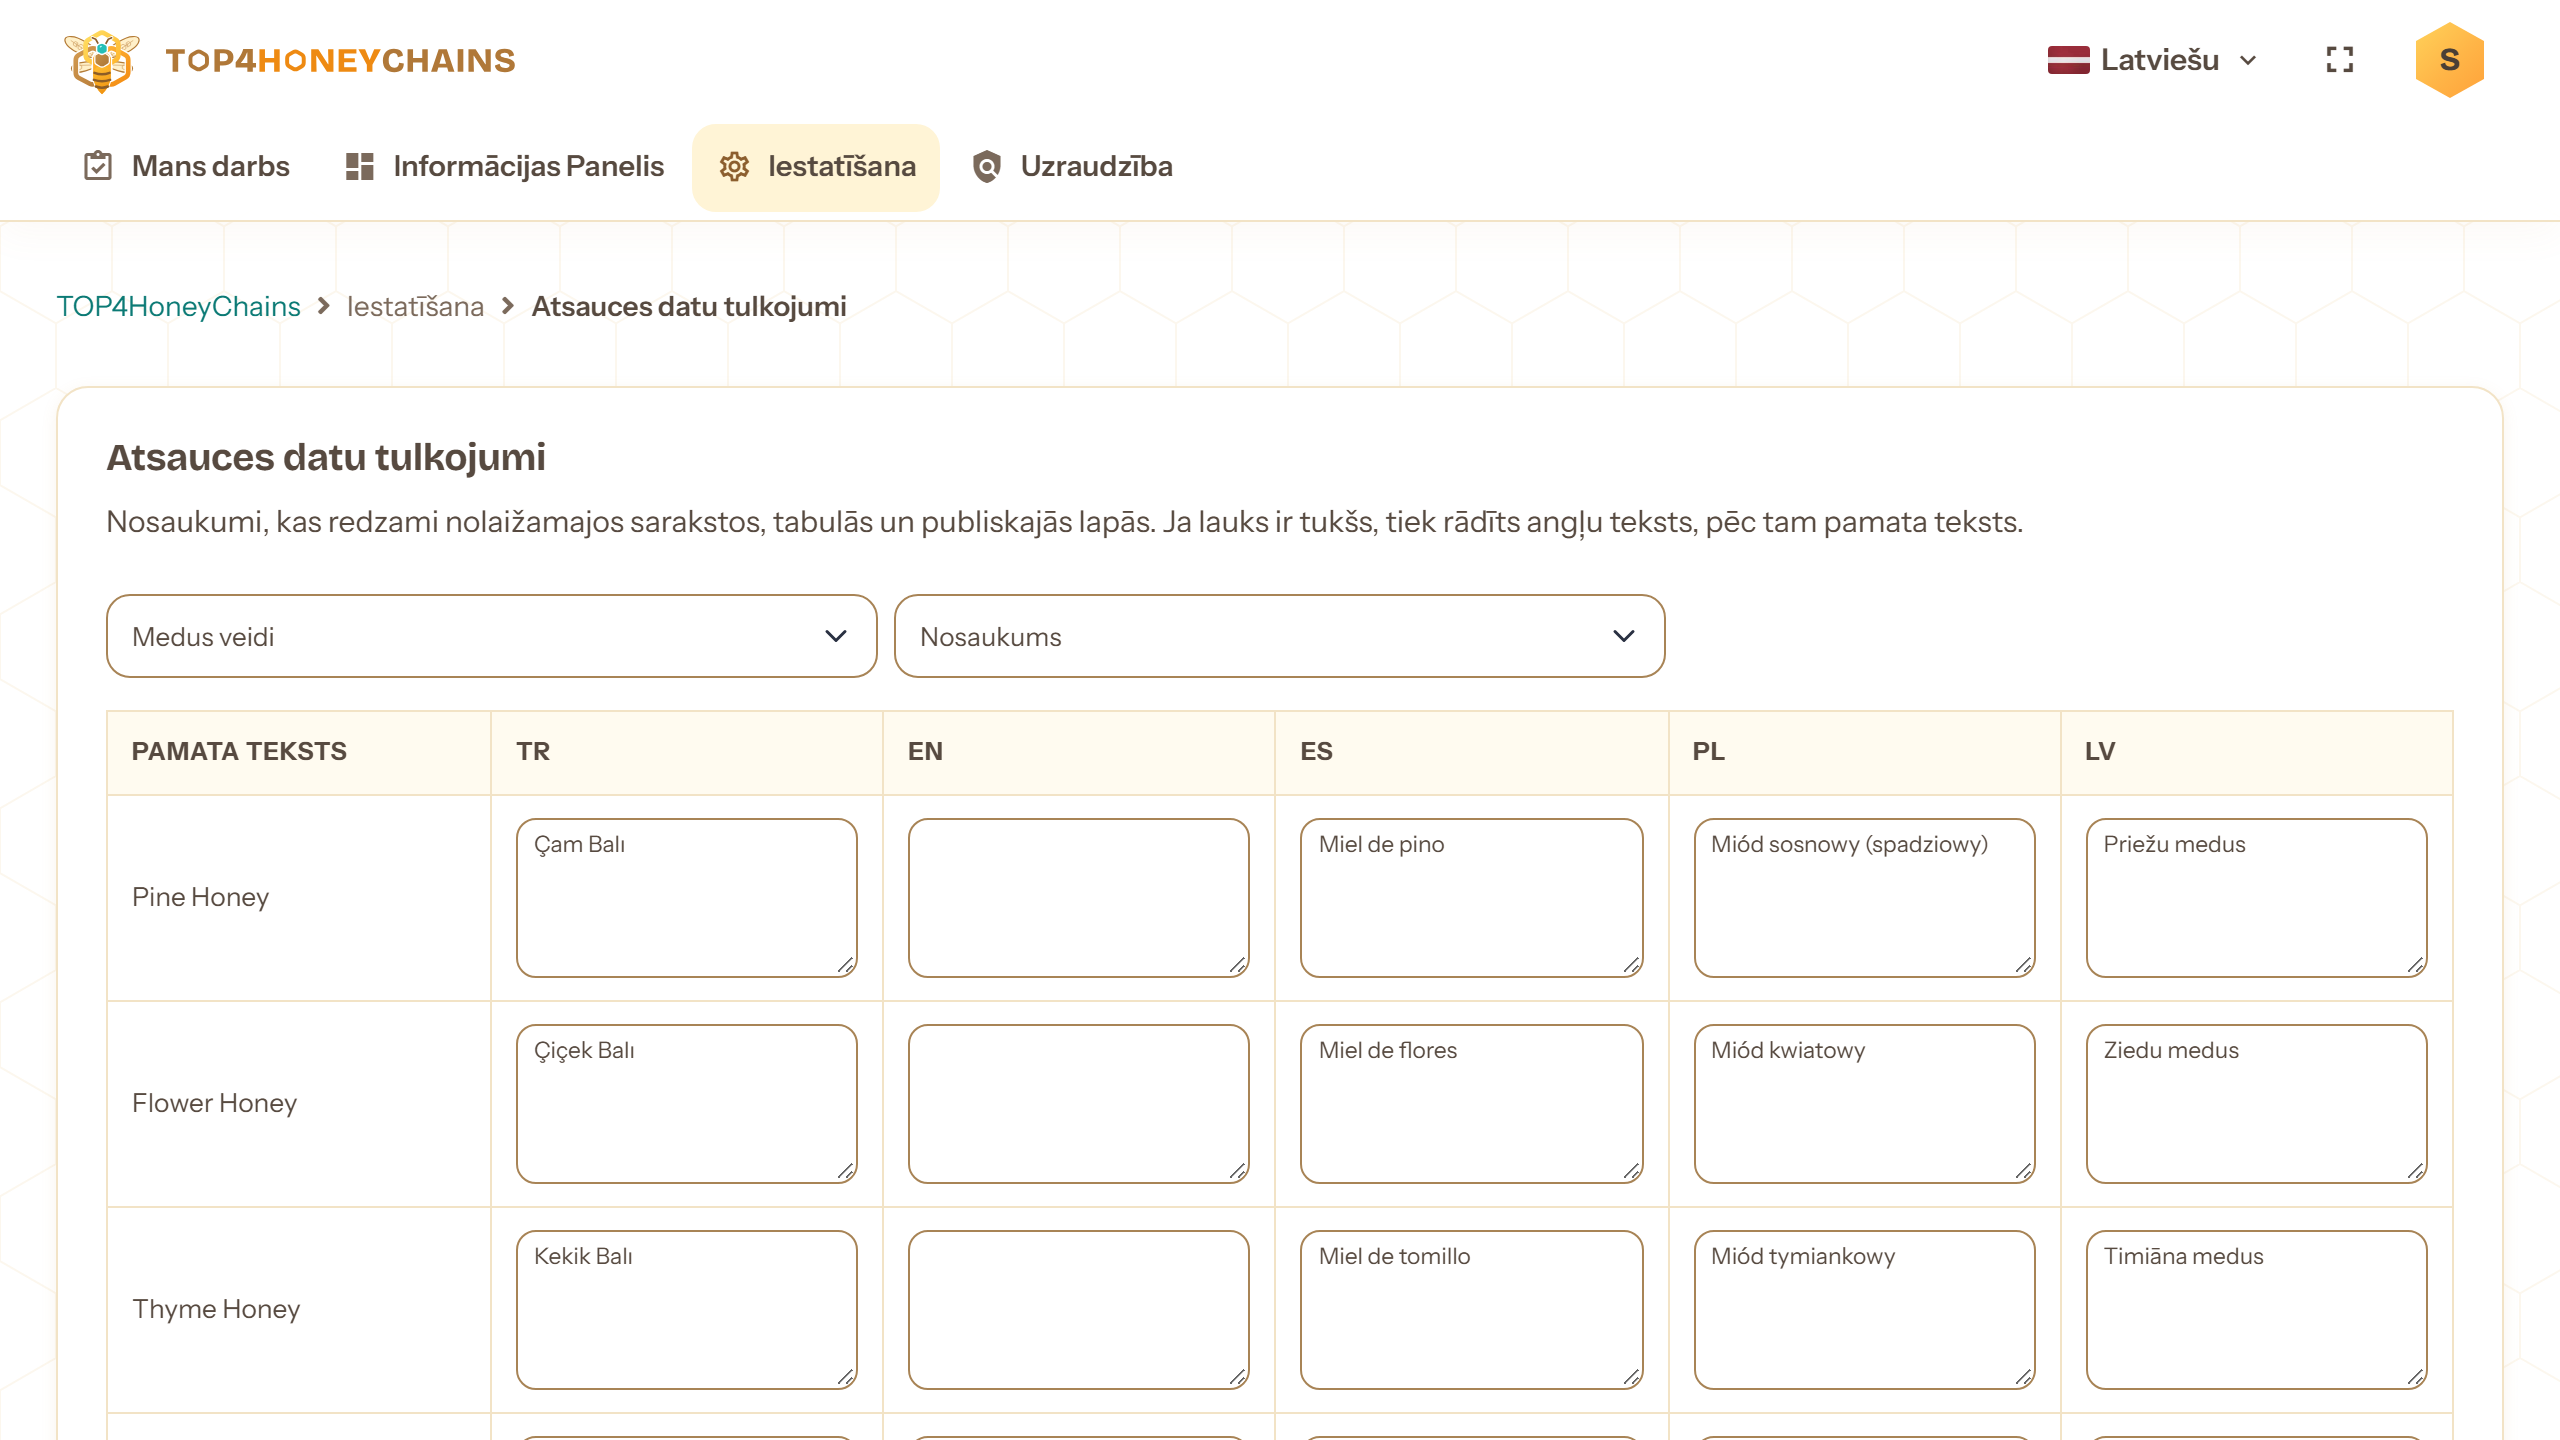 TOP4HONEYCHAINS
Latviešu
S
Mans darbs
Informācijas Panelis
Iestatīšana
Uzraudzība
TOP4HoneyChains > Iestatīšana > Atsauces datu tulkojumi
Atsauces datu tulkojumi
Nosaukumi, kas redzami nolaižamajos sarakstos, tabulās un publiskajās lapās. Ja lauks ir tukšs, tiek rādīts angļu teksts, pēc tam pamata teksts.
Medus veidi
Nosaukums
PAMATA TEKSTS TR EN ES PL LV
Pine Honey Çam Balı Miel de pino Miód sosnowy (spadziowy) Priežu medus
Flower Honey Çiçek Balı Miel de flores Miód kwiatowy Ziedu medus
Thyme Honey Kekik Balı Miel de tomillo Miód tymiankowy Timiāna medus